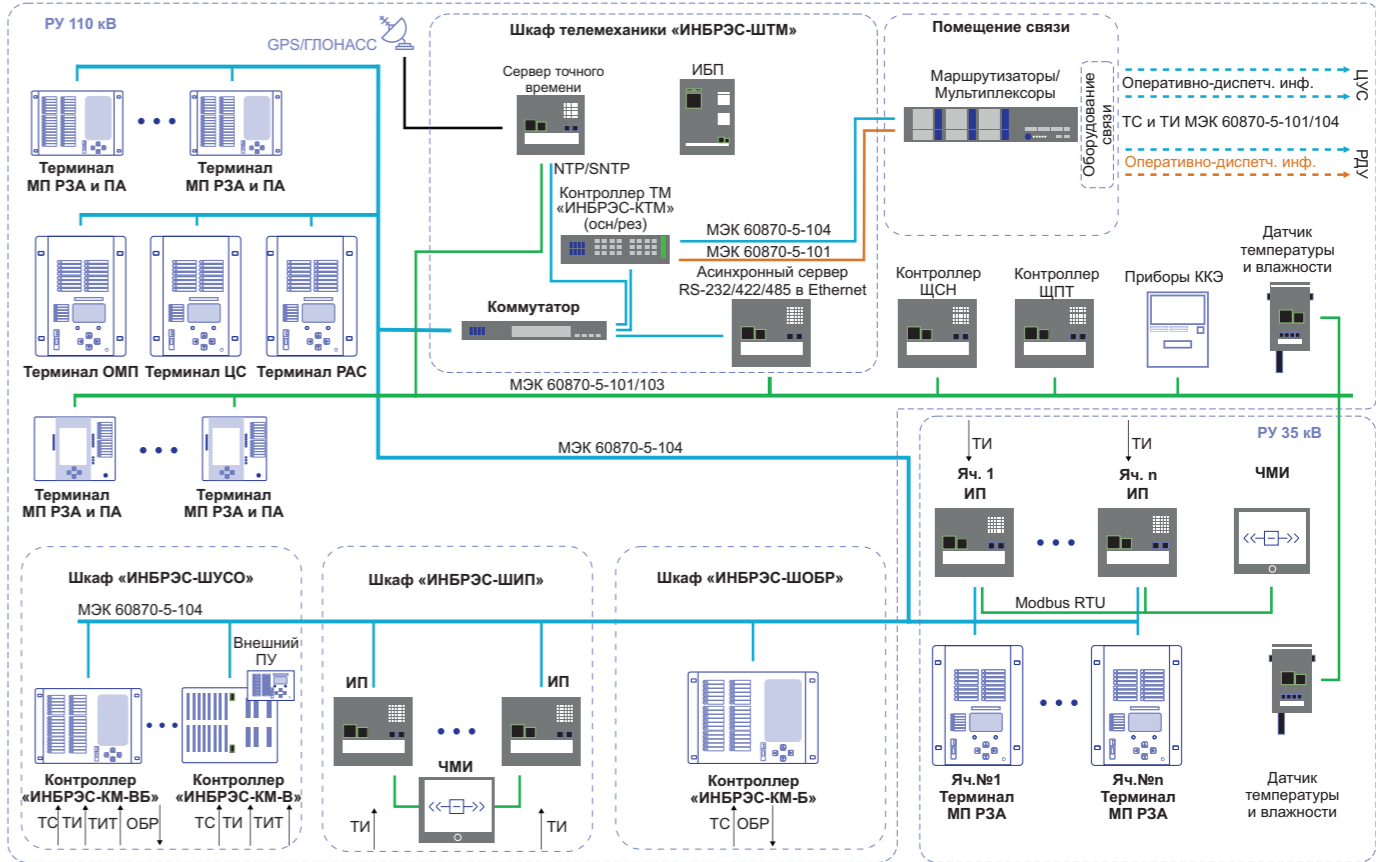 РУ 110 кВ
GPS/ГЛОНАСС
Шкаф телемеханики «ИНБРЭС-ШТМ»
Помещение связи
Сервер точного
времени
ИБП
Маршрутизаторы/
Мультиплексоры
Оборудование
связи
Оперативно-диспетч. инф.
ЦУС
ТС и ТИ МЭК 60870-5-101/104
Оперативно-диспетч. инф.
РДУ
Терминал
МП РЗА и ПА
Терминал
МП РЗА и ПА
NTP/SNTP
Контроллер ТМ
«ИНБРЭС-КТМ»
(осн/рез)
МЭК 60870-5-104
МЭК 60870-5-101
Асинхронный сервер
RS-232/422/485 в Ethernet
Коммутатор
Контроллер
ЩСН
Контроллер
ЩПТ
Приборы ККЭ
Датчик
температуры
и влажности
Терминал ОМП
Терминал ЦС
Терминал РАС
МЭК 60870-5-101/103
Терминал
МП РЗА и ПА
Терминал
МП РЗА и ПА
МЭК 60870-5-104
РУ 35 кВ
ТИ
ТИ
Яч. 1
ИП
Яч. n
ИП
ЧМИ
Modbus RTU
Шкаф «ИНБРЭС-ШУСО»
Шкаф «ИНБРЭС-ШИП»
Шкаф «ИНБРЭС-ШОБР»
МЭК 60870-5-104
Внешний
ПУ
ИП
ИП
ЧМИ
Контроллер
«ИНБРЭС-КМ-ВБ»
Контроллер
«ИНБРЭС-КМ-В»
Контроллер
«ИНБРЭС-КМ-Б»
ТС
ТИ
ТИТ
ОБР
ТС
ТИ
ТИТ
ТИ
ТИ
ТС
ОБР
Яч.№1
Терминал
МП РЗА
Яч.№n
Терминал
МП РЗА
Датчик
температуры
и влажности